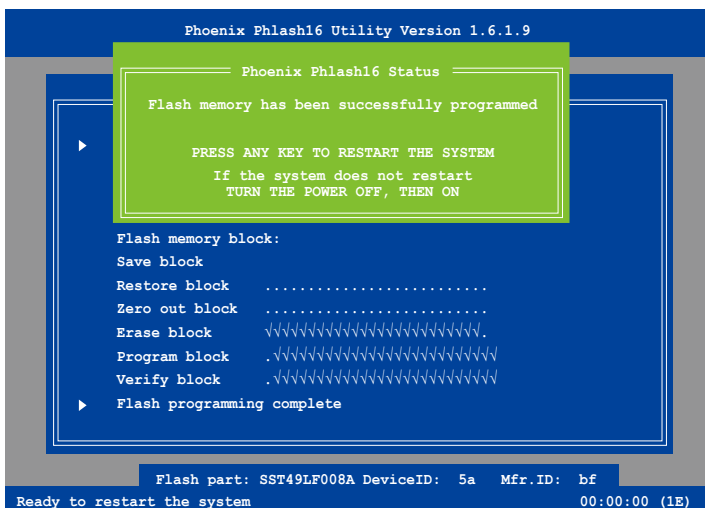 Phoenix Phlash16 Utility Version 1.6.1.9
Phoenix Phlash16 Status
Flash memory has been successfully programmed
PRESS ANY KEY TO RESTART THE SYSTEM
If the system does not restart
TURN THE POWER OFF, THEN ON
Flash memory block:
Save block
Restore block ..........................
Zero out block ..........................
Erase block √√√√√√√√√√√√√√√√√√√√√√√√√.
Program block .√√√√√√√√√√√√√√√√√√√√√√√√√√
Verify block .√√√√√√√√√√√√√√√√√√√√√√√√√√
Flash programming complete
Flash part: SST49LF008A DeviceID: 5a Mfr.ID: bf
Ready to restart the system 00:00:00 (1E)